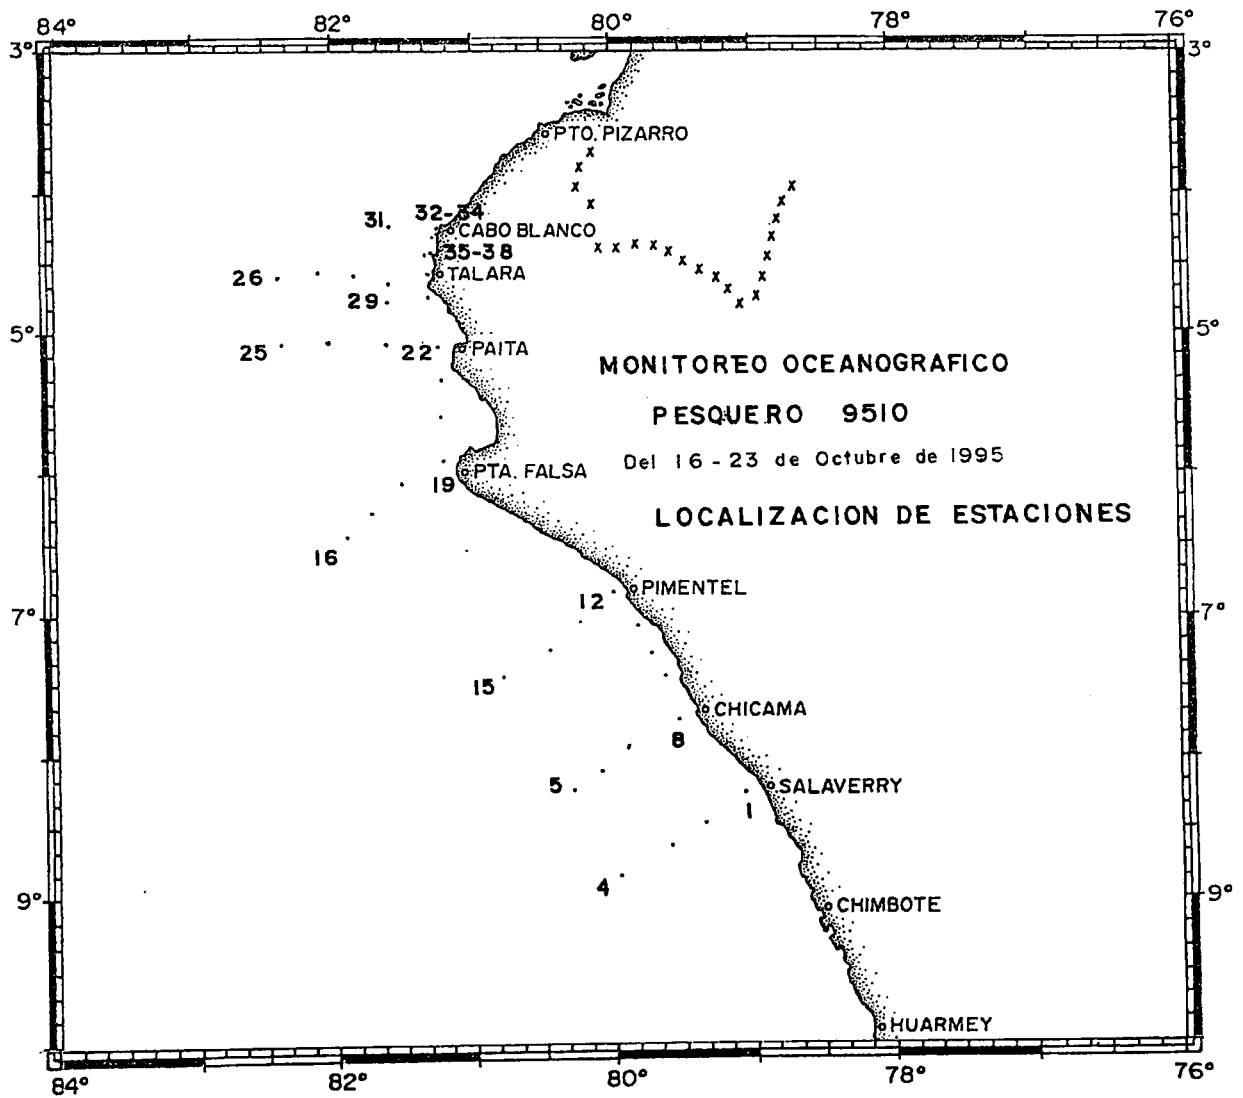 84° 82° 80° 78° 76°
3° 3°
PTO. PIZARRO
31 32-34
CABO BLANCO
35-38
26 TALARA
29
5° 5°
25 22 PAITA
MONITOREO OCEANOGRAFICO
PESQUERO 9510
Del 16-23 de Octubre de 1995
PTA. FALSA
19
LOCALIZACION DE ESTACIONES
16
PIMENTEL
12
7° 7°
15
CHICAMA
8
5 SALAVERRY
1
4
9° 9°
CHIMBOTE
HUARMEY
84° 82° 80° 78° 76°